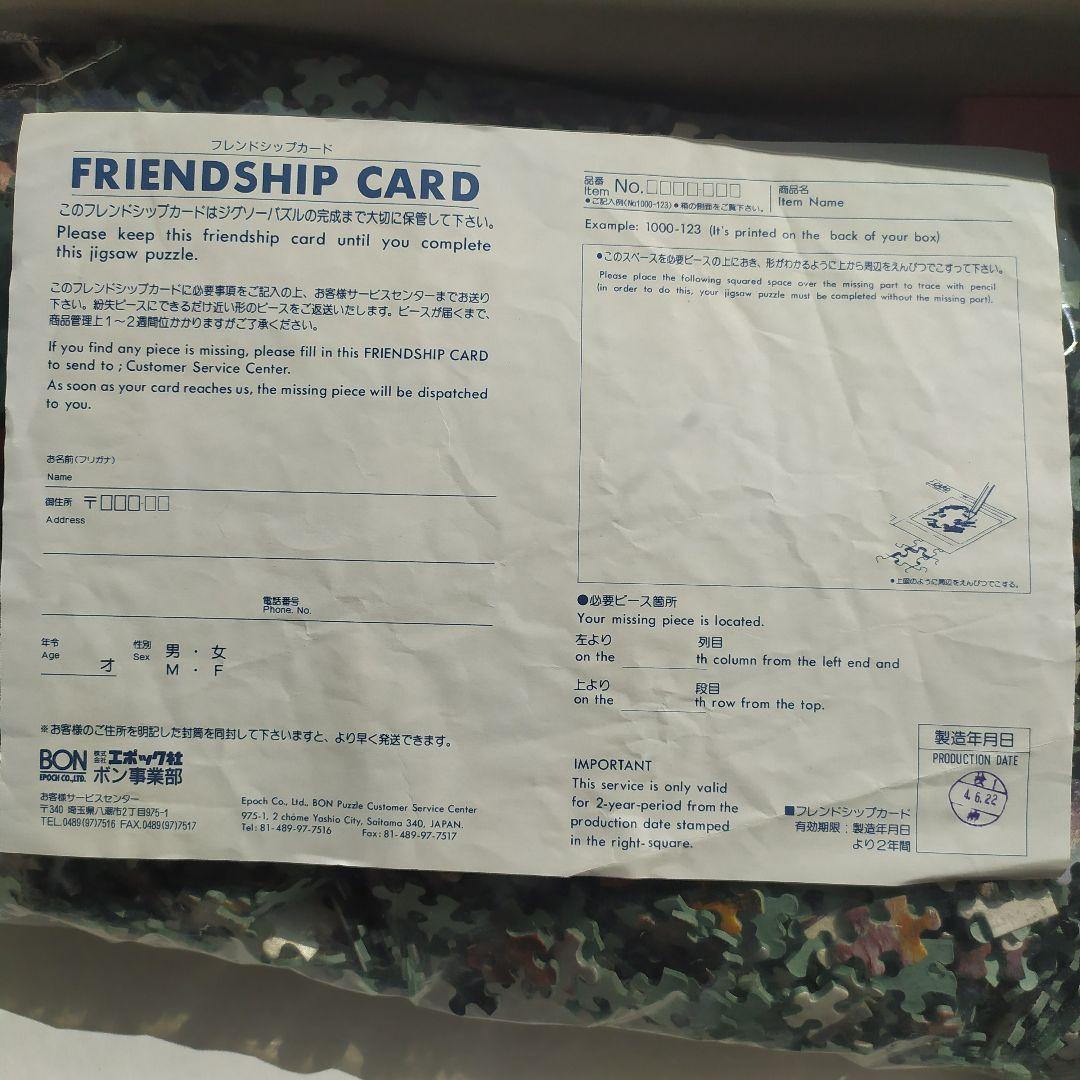 フレンドシップカード
FRIENDSHIP CARD
このフレンドシップカードはジグソーパズルの完成まで大切に保管して下さい。
Please keep this friendship card until you complete
this jigsaw puzzle.
このフレンドシップカードに必要事項をご記入の上、お客様サービスセンターまでお送り
下さい。紛失ピースにできるだけ近い形のピースをご返送いたします。ピースが届くまで、
商品管理上1～2週間位かかりますがご了承ください。
If you find any piece is missing, please fill in this FRIENDSHIP CARD
to send to ; Customer Service Center.
As soon as your card reaches us, the missing piece will be dispatched
to you.
お名前(フリガナ)
Name
御住所 〒□□□-□□
Address
電話番号
Phone. No.
年令
Age
才
性別
Sex
男・女
M・F
※お客様のご住所を明記した封筒を同封して下さいますと、より早く発送できます。
BON 株式会社エポック社
EPOCH CO.,LTD. ボン事業部
お客様サービスセンター
〒340 埼玉県八潮市2丁目975-1
TEL.0489(97)7516 FAX.0489(97)7517
Epoch Co., Ltd., BON Puzzle Customer Service Center
975-1, 2 chome Yashio City, Saitama 340, JAPAN.
Tel: 81-489-97-7516 Fax: 81-489-97-7517
品番
Item No.□□□□-□□□
●ご記入例(No1000-123)●箱の側面をご覧下さい。
商品名
Item Name
Example: 1000-123 (It's printed on the back of your box)
●このスペースを必要ピースの上におき、形がわかるように上から周辺をえんぴつでこすって下さい。
Please place the following squared space over the missing part to trace with pencil
(in order to do this, your jigsaw puzzle must be completed without the missing part).
●上図のように周辺をえんぴつでこする。
●必要ピース箇所
Your missing piece is located.
左より 列目
on the th column from the left end and
上より 段目
on the th row from the top.
IMPORTANT
This service is only valid
for 2-year-period from the
production date stamped
in the right-square.
■フレンドシップカード
有効期限：製造年月日
より2年間
製造年月日
PRODUCTION DATE
4.6.22